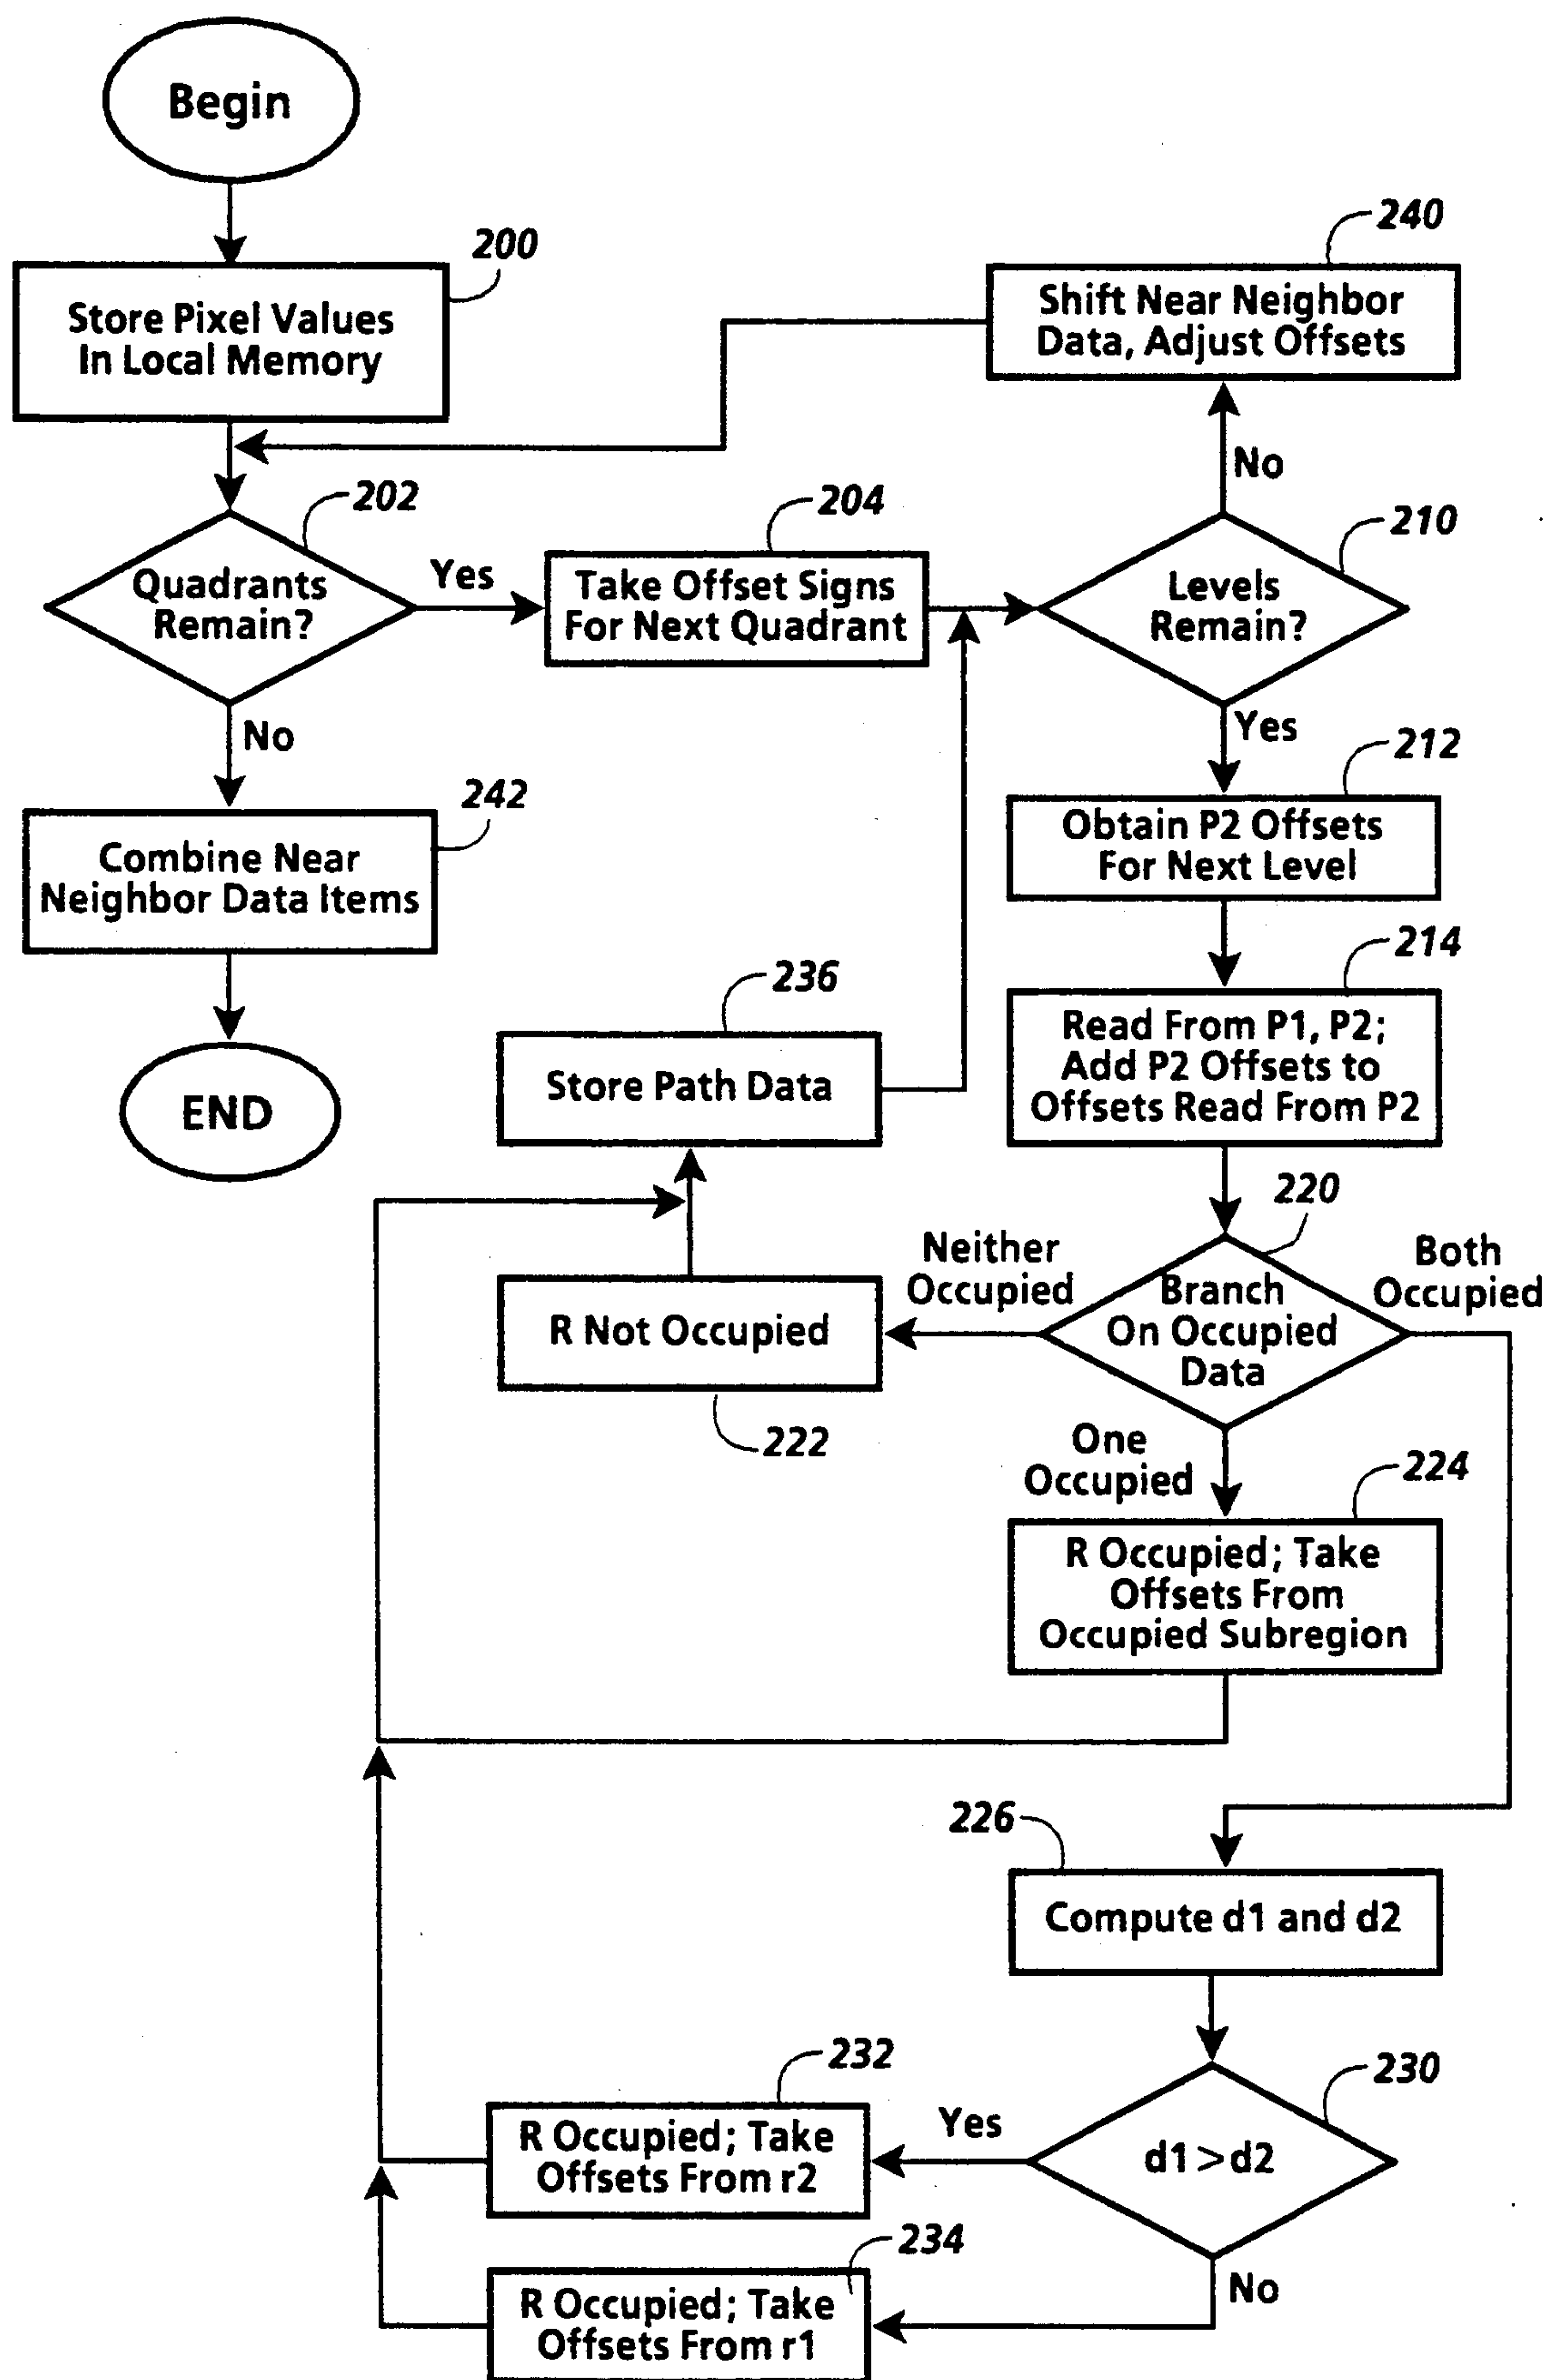 Begin
200
Store Pixel Values
In Local Memory
240
Shift Near Neighbor
Data, Adjust Offsets
No
202
Quadrants
Remain?
Yes
204
Take Offset Signs
For Next Quadrant
210
Levels
Remain?
Yes
No
212
Obtain P2 Offsets
For Next Level
242
Combine Near
Neighbor Data Items
214
Read From P1, P2;
Add P2 Offsets to
Offsets Read From P2
236
Store Path Data
END
220
Branch
On Occupied
Data
Neither
Occupied
Both
Occupied
R Not Occupied
222
One
Occupied
224
R Occupied; Take
Offsets From
Occupied Subregion
226
Compute d1 and d2
230
d1>d2
Yes
232
R Occupied; Take
Offsets From r2
No
234
R Occupied; Take
Offsets From r1